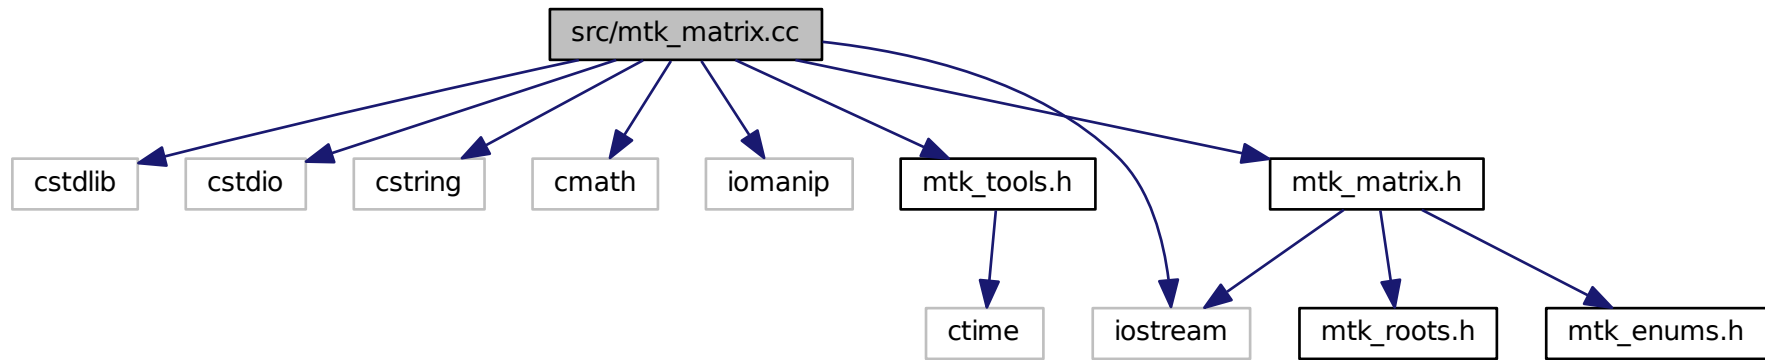 src/mtk_matrix.cc
cstdlib
cstdio
cstring
cmath
iomanip
mtk_tools.h
mtk_matrix.h
ctime
iostream
mtk_roots.h
mtk_enums.h